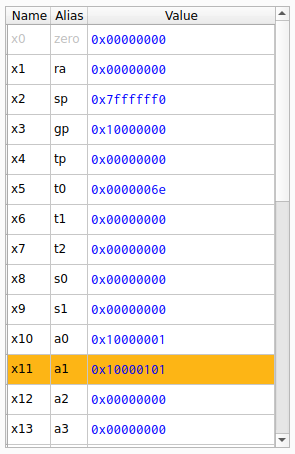 Name Alias Value
x0 zero 0x00000000
x1 ra 0x00000000
x2 sp 0x7ffffff0
x3 gp 0x10000000
x4 tp 0x00000000
x5 t0 0x0000006e
x6 t1 0x00000000
x7 t2 0x00000000
x8 s0 0x00000000
x9 s1 0x00000000
x10 a0 0x10000001
x11 a1 0x10000101
x12 a2 0x00000000
x13 a3 0x00000000